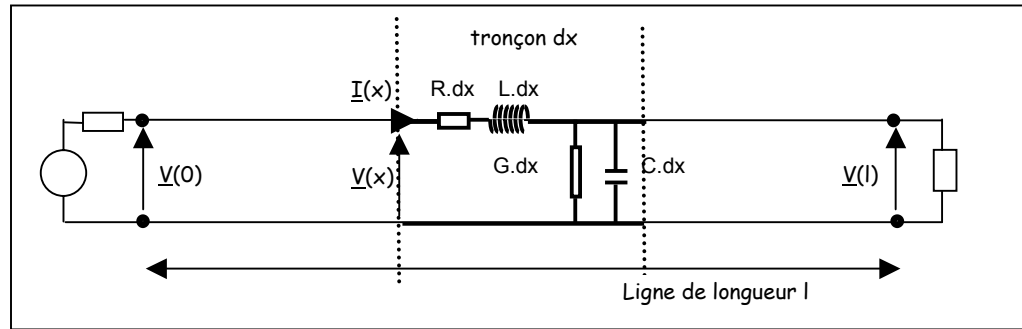 tronçon dx
I(x) R.dx L.dx
V(0) V(x) G.dx C.dx V(l)
Ligne de longueur l